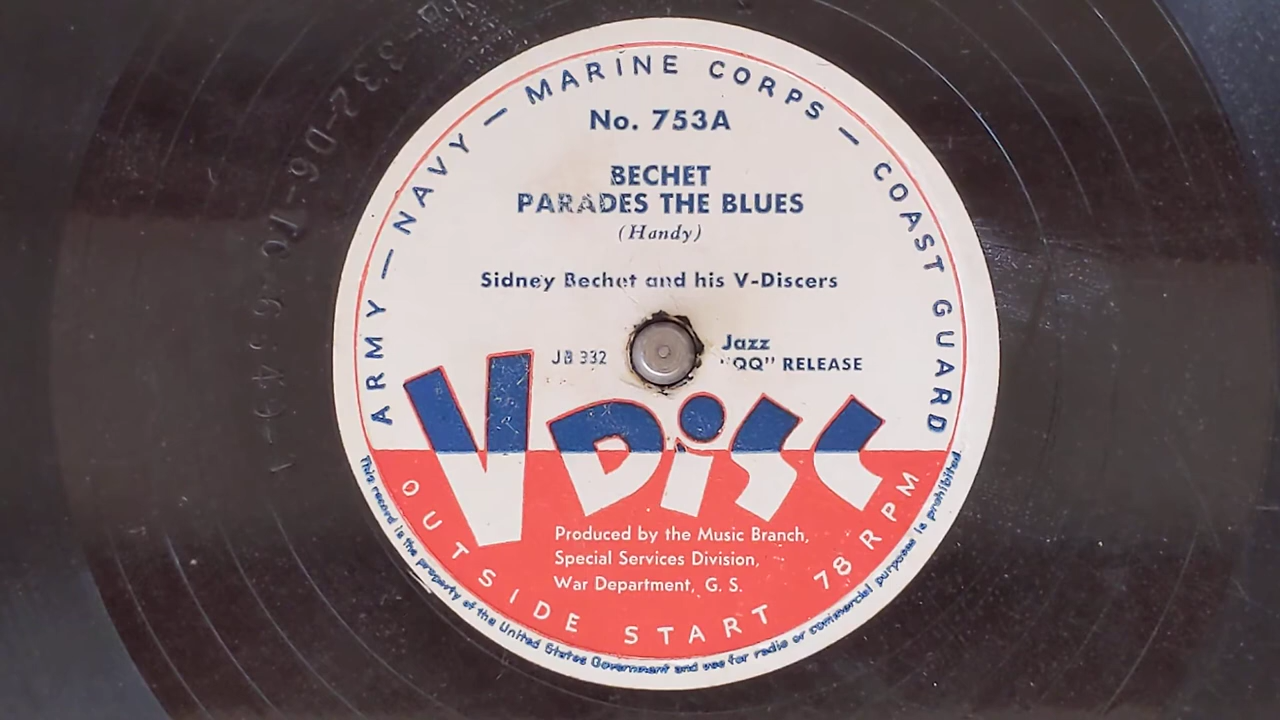 ARMY — NAVY — MARINE CORPS — COAST GUARD
No. 753A
BECHET
PARADES THE BLUES
(Handy)
Sidney Bechet and his V-Discers
JB 332
Jazz
"QQ" RELEASE
V DISC
Produced by the Music Branch,
Special Services Division,
War Department, G. S.
OUTSIDE START 78 RPM
This record is the property of the United States Government and use for radio or commercial purposes is prohibited.